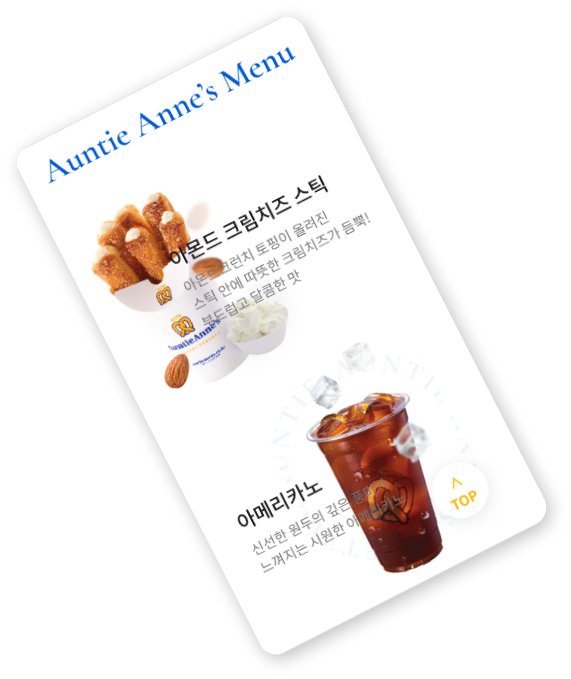 Auntie Anne's Menu
아몬드 크림치즈 스틱
아몬드 크런치 토핑이 올려진
스틱 안에 따뜻한 크림치즈가 듬뿍!
부드럽고 달콤한 맛
Auntie Anne's
아메리카노
신선한 원두의 깊은 풍미가
느껴지는 시원한 아메리카노
TOP